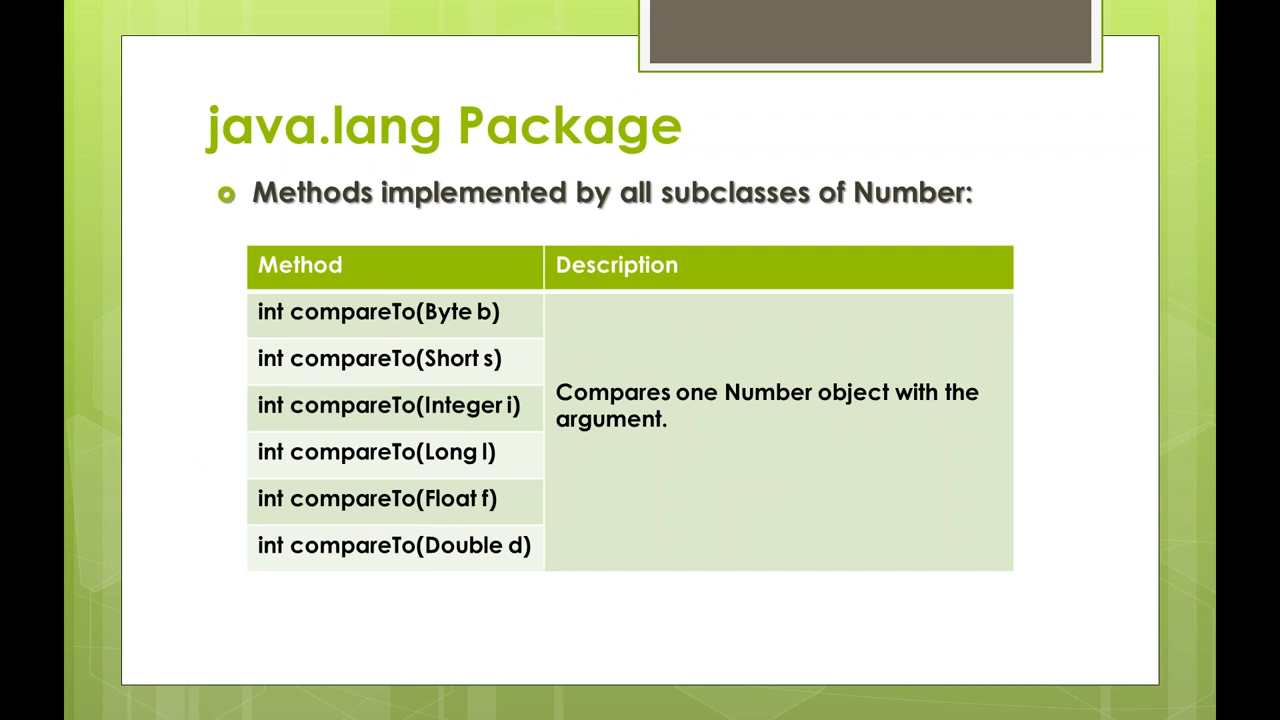 java.lang Package
Methods implemented by all subclasses of Number:
Method
Description
int compareTo(Byte b)
int compareTo(Short s)
int compareTo(Integer i)
int compareTo(Long l)
int compareTo(Float f)
int compareTo(Double d)
Compares one Number object with the
argument.